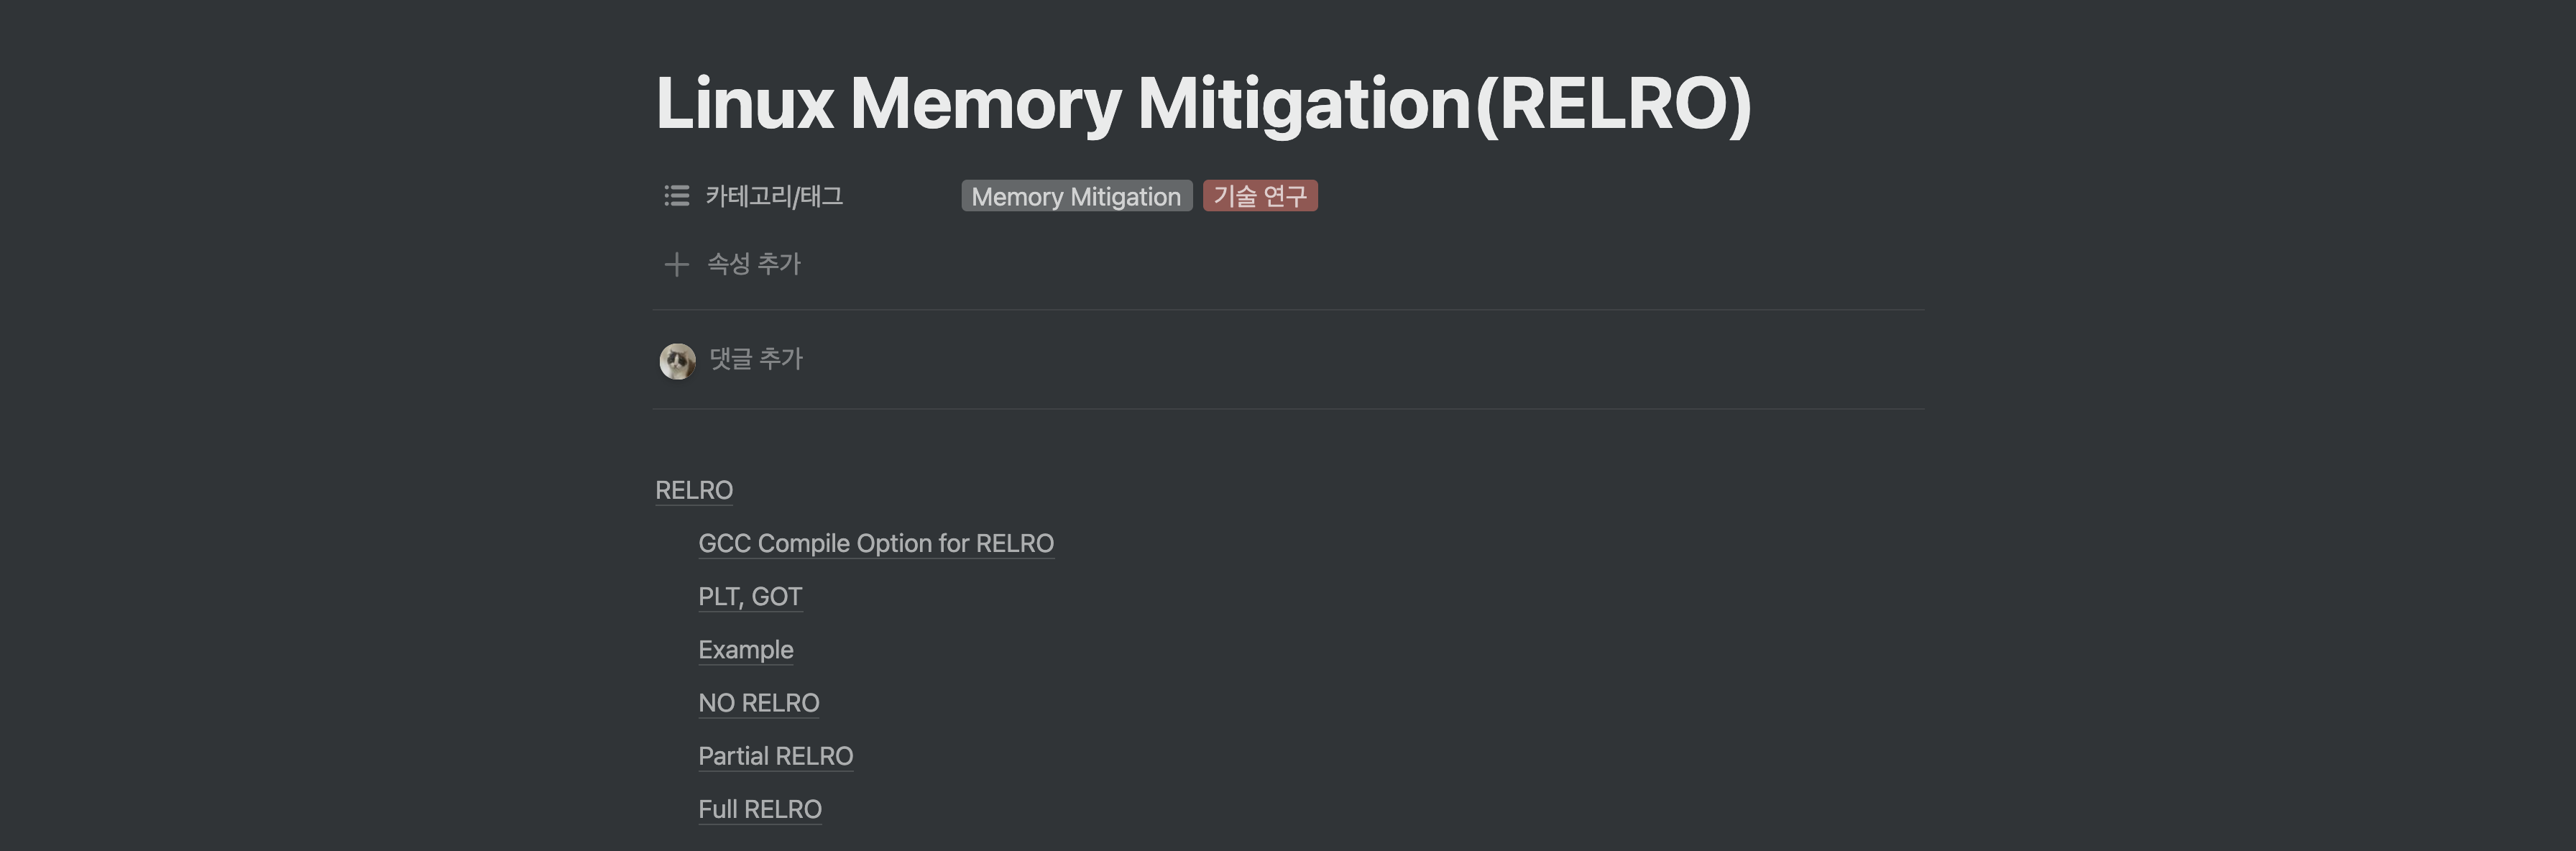 Linux Memory Mitigation(RELRO)
카테고리/태그 Memory Mitigation 기술 연구
속성 추가
댓글 추가
RELRO
GCC Compile Option for RELRO
PLT, GOT
Example
NO RELRO
Partial RELRO
Full RELRO